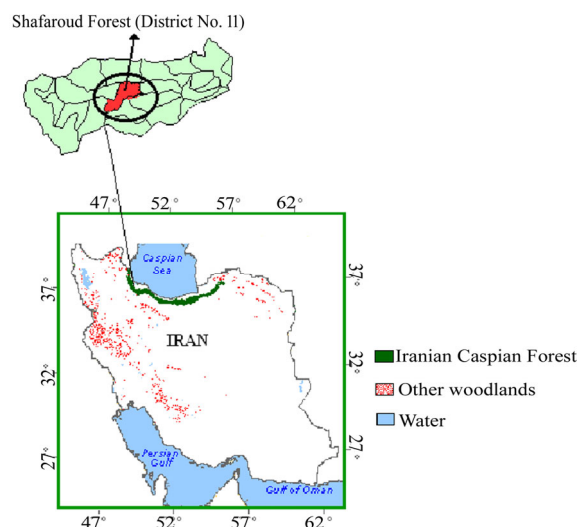 Shafaroud Forest (District No. 11)
47° 52° 57° 62°
Caspian
Sea
37° 37°
IRAN
Iranian Caspian Forest
32° 32°
Other woodlands
Water
27° 27°
Persian
Gulf
Gulf of Oman
47° 52° 57° 62°